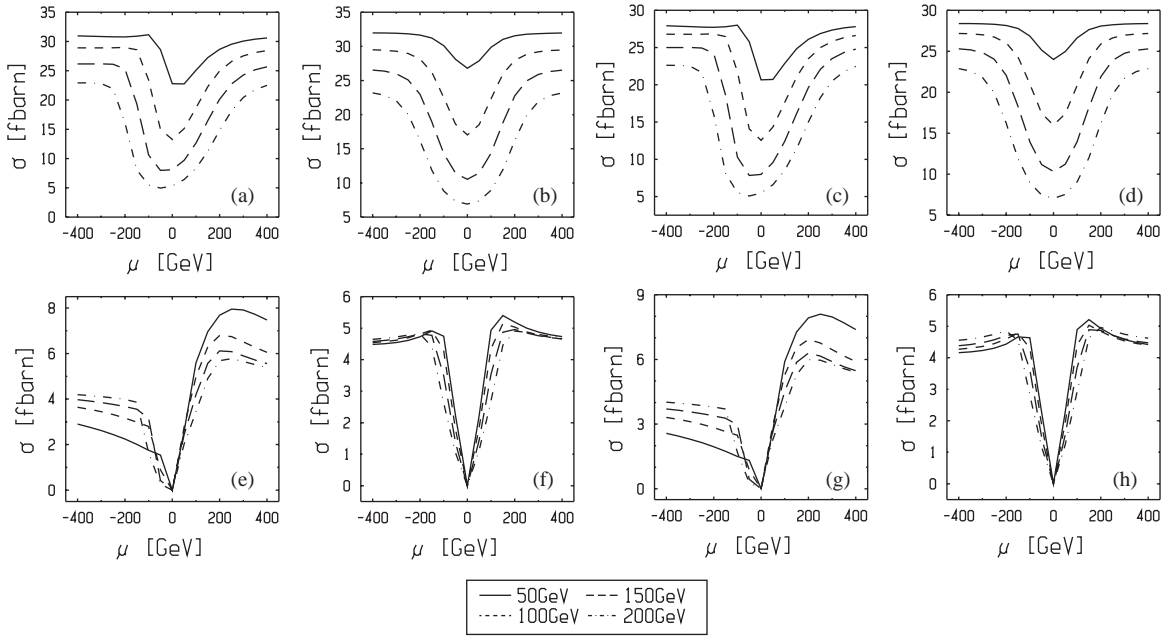 35
30
25
20
15
10
5
0
σ [fbarn]
(a)
-400 -200 0 200 400
μ [GeV]
35
30
25
20
15
10
5
σ [fbarn]
(b)
-400 -200 0 200 400
μ [GeV]
30
25
20
15
10
5
0
σ [fbarn]
(c)
-400 -200 0 200 400
μ [GeV]
30
25
20
15
10
5
σ [fbarn]
(d)
-400 -200 0 200 400
μ [GeV]
8
6
4
2
0
σ [fbarn]
(e)
-400 -200 0 200 400
μ [GeV]
6
5
4
3
2
1
0
σ [fbarn]
(f)
-400 -200 0 200 400
μ [GeV]
9
6
3
0
σ [fbarn]
(g)
-400 -200 0 200 400
μ [GeV]
6
5
4
3
2
1
0
σ [fbarn]
(h)
-400 -200 0 200 400
μ [GeV]
50GeV 150GeV
100GeV 200GeV